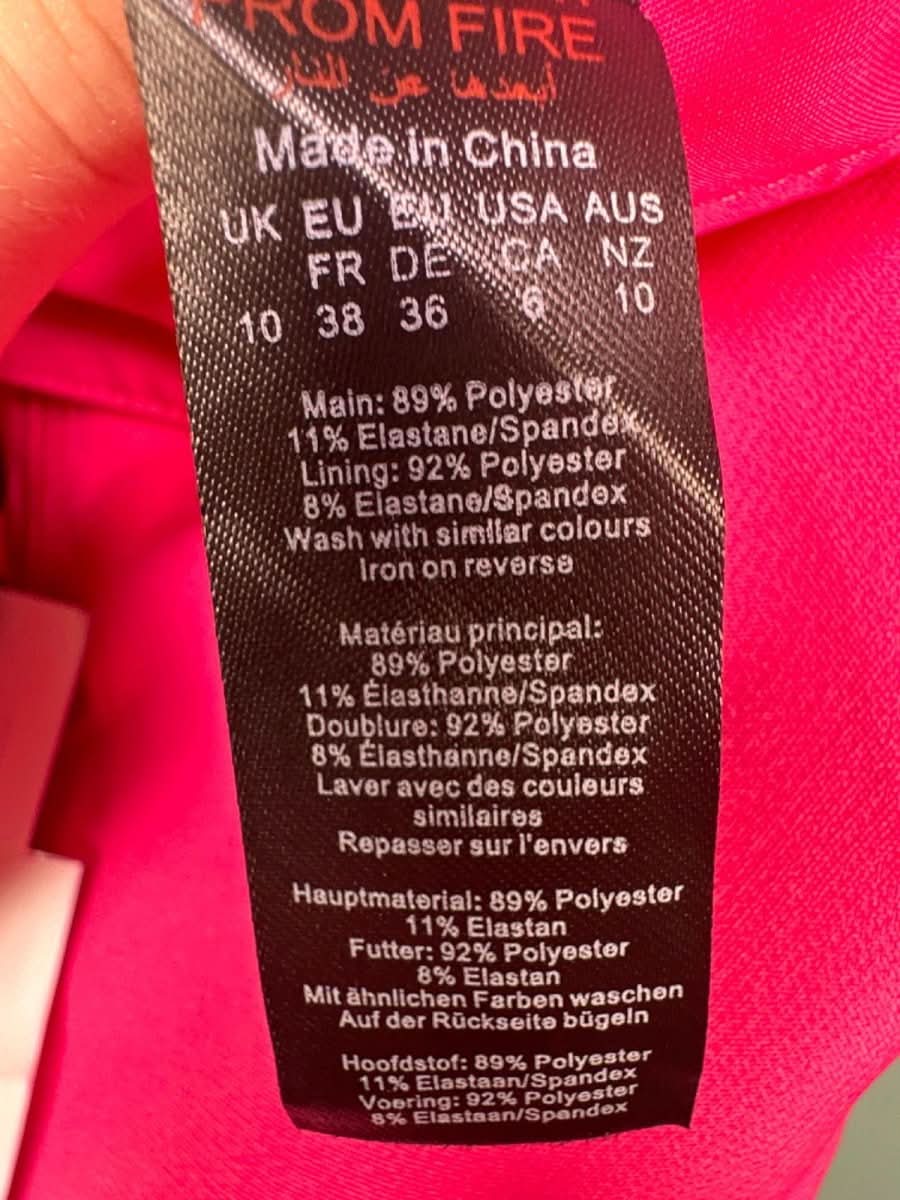 FROM FIRE
أبعدها عن النار
Made in China
UK EU EU USA AUS
FR DE CA NZ
10 38 36 6 10
Main: 89% Polyester
11% Elastane/Spandex
Lining: 92% Polyester
8% Elastane/Spandex
Wash with similar colours
Iron on reverse
Matériau principal:
89% Polyester
11% Élasthanne/Spandex
Doublure: 92% Polyester
8% Élasthanne/Spandex
Laver avec des couleurs
similaires
Repasser sur l'envers
Hauptmaterial: 89% Polyester
11% Elastan
Futter: 92% Polyester
8% Elastan
Mit ähnlichen Farben waschen
Auf der Rückseite bügeln
Hoofdstof: 89% Polyester
11% Elastaan/Spandex
Voering: 92% Polyester
8% Elastaan/Spandex